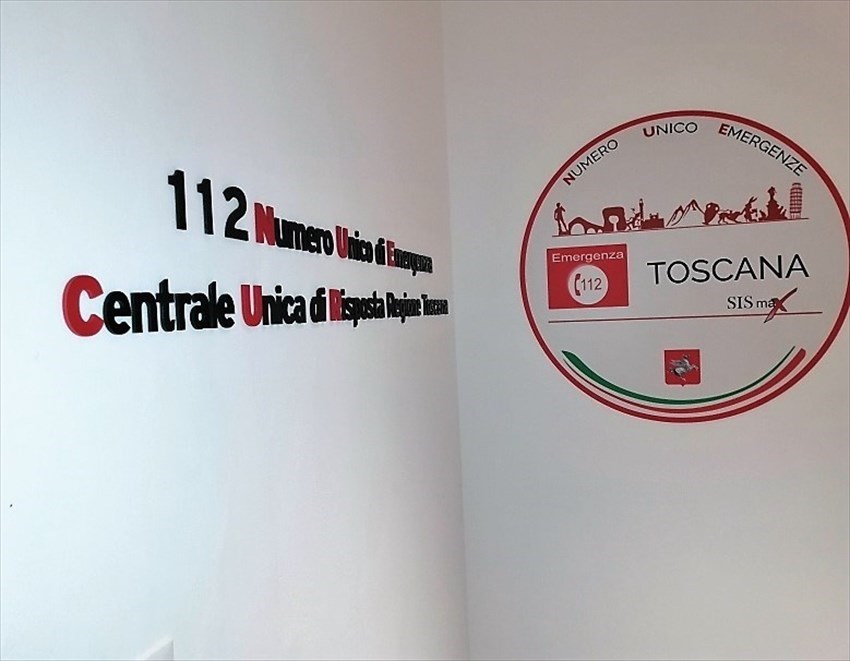 112 Numero Unico di Emergenza
Centrale Unica di Risposta Regione Toscana
NUMERO UNICO EMERGENZE
Emergenza
112
TOSCANA
SIS max